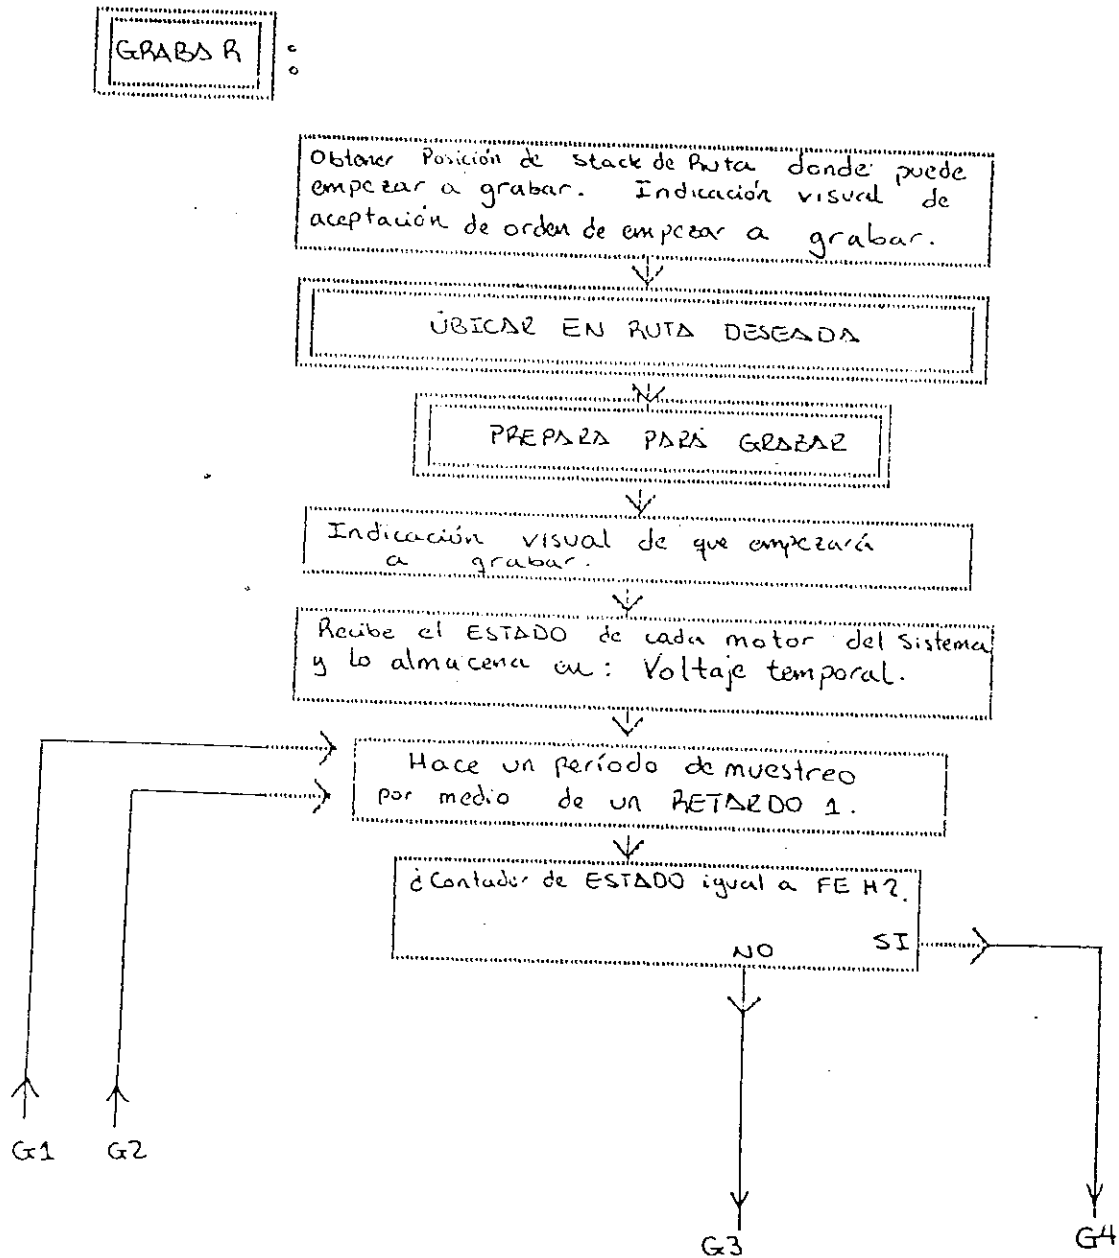 GRABAR :
Obtener Posición de Stack de Ruta donde puede
empezar a grabar. Indicación visual de
aceptación de orden de empezar a grabar.
ÚBICAR EN RUTA DESEADA
PREPARA PARA GRABAR
Indicación visual de que empezará
a grabar.
Recibe el ESTADO de cada motor del Sistema
y lo almacena en: Voltaje temporal.
Hace un período de muestreo
por medio de un RETARDO 1.
¿Contador de ESTADO igual a FE H?.
SI
NO
G1 G2
G3
G4